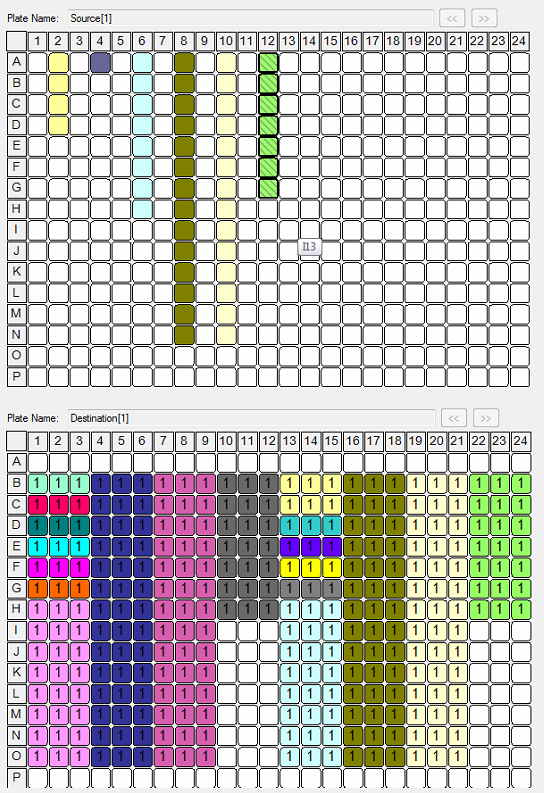 Plate Name: Source[1] << >>
1 2 3 4 5 6 7 8 9 10 11 12 13 14 15 16 17 18 19 20 21 22 23 24
A
B
C
D
E
F
G
H
I
J I13
K
L
M
N
O
P
Plate Name: Destination[1] << >>
1 2 3 4 5 6 7 8 9 10 11 12 13 14 15 16 17 18 19 20 21 22 23 24
A
B 1 1 1 1 1 1 1 1 1 1 1 1 1 1 1 1 1 1 1 1 1 1 1 1
C 1 1 1 1 1 1 1 1 1 1 1 1 1 1 1 1 1 1 1 1 1 1 1 1
D 1 1 1 1 1 1 1 1 1 1 1 1 1 1 1 1 1 1 1 1 1 1 1 1
E 1 1 1 1 1 1 1 1 1 1 1 1 1 1 1 1 1 1 1 1 1 1 1 1
F 1 1 1 1 1 1 1 1 1 1 1 1 1 1 1 1 1 1 1 1 1 1 1 1
G 1 1 1 1 1 1 1 1 1 1 1 1 1 1 1 1 1 1 1 1 1 1 1 1
H 1 1 1 1 1 1 1 1 1 1 1 1 1 1 1 1 1 1 1 1 1 1 1 1
I 1 1 1 1 1 1 1 1 1 1 1 1 1 1 1 1 1 1
J 1 1 1 1 1 1 1 1 1 1 1 1 1 1 1 1 1 1
K 1 1 1 1 1 1 1 1 1 1 1 1 1 1 1 1 1 1
L 1 1 1 1 1 1 1 1 1 1 1 1 1 1 1 1 1 1
M 1 1 1 1 1 1 1 1 1 1 1 1 1 1 1 1 1 1
N 1 1 1 1 1 1 1 1 1 1 1 1 1 1 1 1 1 1
O 1 1 1 1 1 1 1 1 1 1 1 1 1 1 1 1 1 1
P